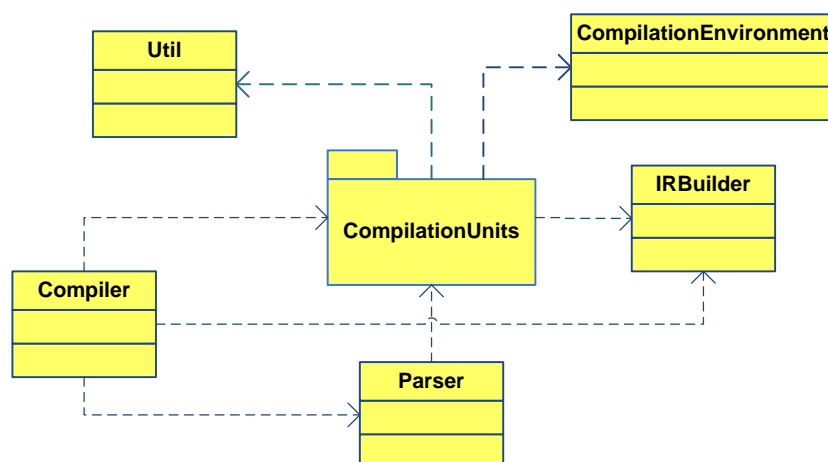 Util
CompilationEnvironment
IRBuilder
CompilationUnits
Compiler
Parser